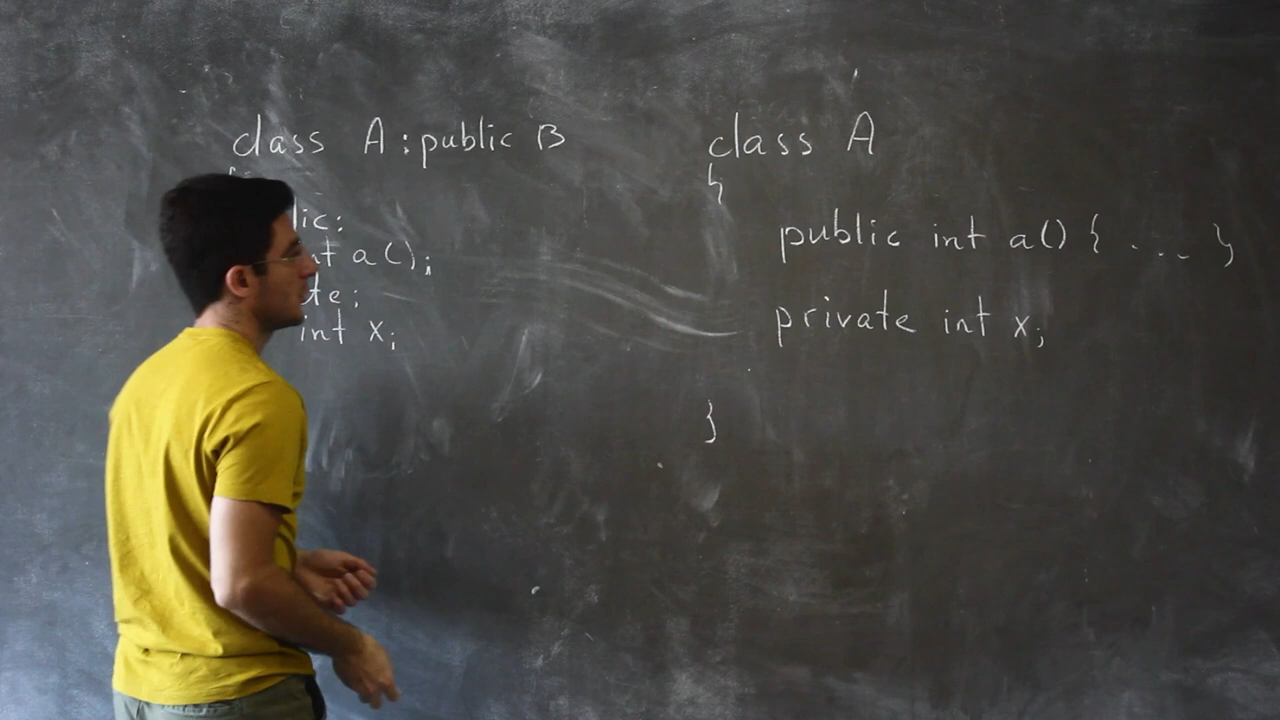 class A : public B
{
lic:
nt a();
te;
int x;
class A
{
public int a() { ... }
private int x;
}